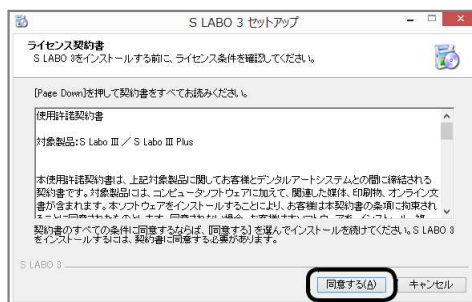 S LABO 3 セットアップ
ライセンス契約書
S LABO 3をインストールする前に、ライセンス条件を確認してください。
[Page Down]を押して契約書をすべてお読みください。
使用許諾契約書
対象製品:S Labo Ⅲ / S Labo Ⅲ Plus
本使用許諾契約書は、上記対象製品に関してお客様とデンタルアートシステムとの間に締結される
契約書です。対象製品には、コンピュータソフトウェアに加えて、関連した媒体、印刷物、オンライン文
書が含まれます。本ソフトウェアをインストールすることにより、お客様は本契約書の条項に拘束され
契約書のすべての条件に同意するならば、[同意する] を選んでインストールを続けてください。S LABO 3
をインストールするには、契約書に同意する必要があります。
S LABO 3
同意する(A)
キャンセル